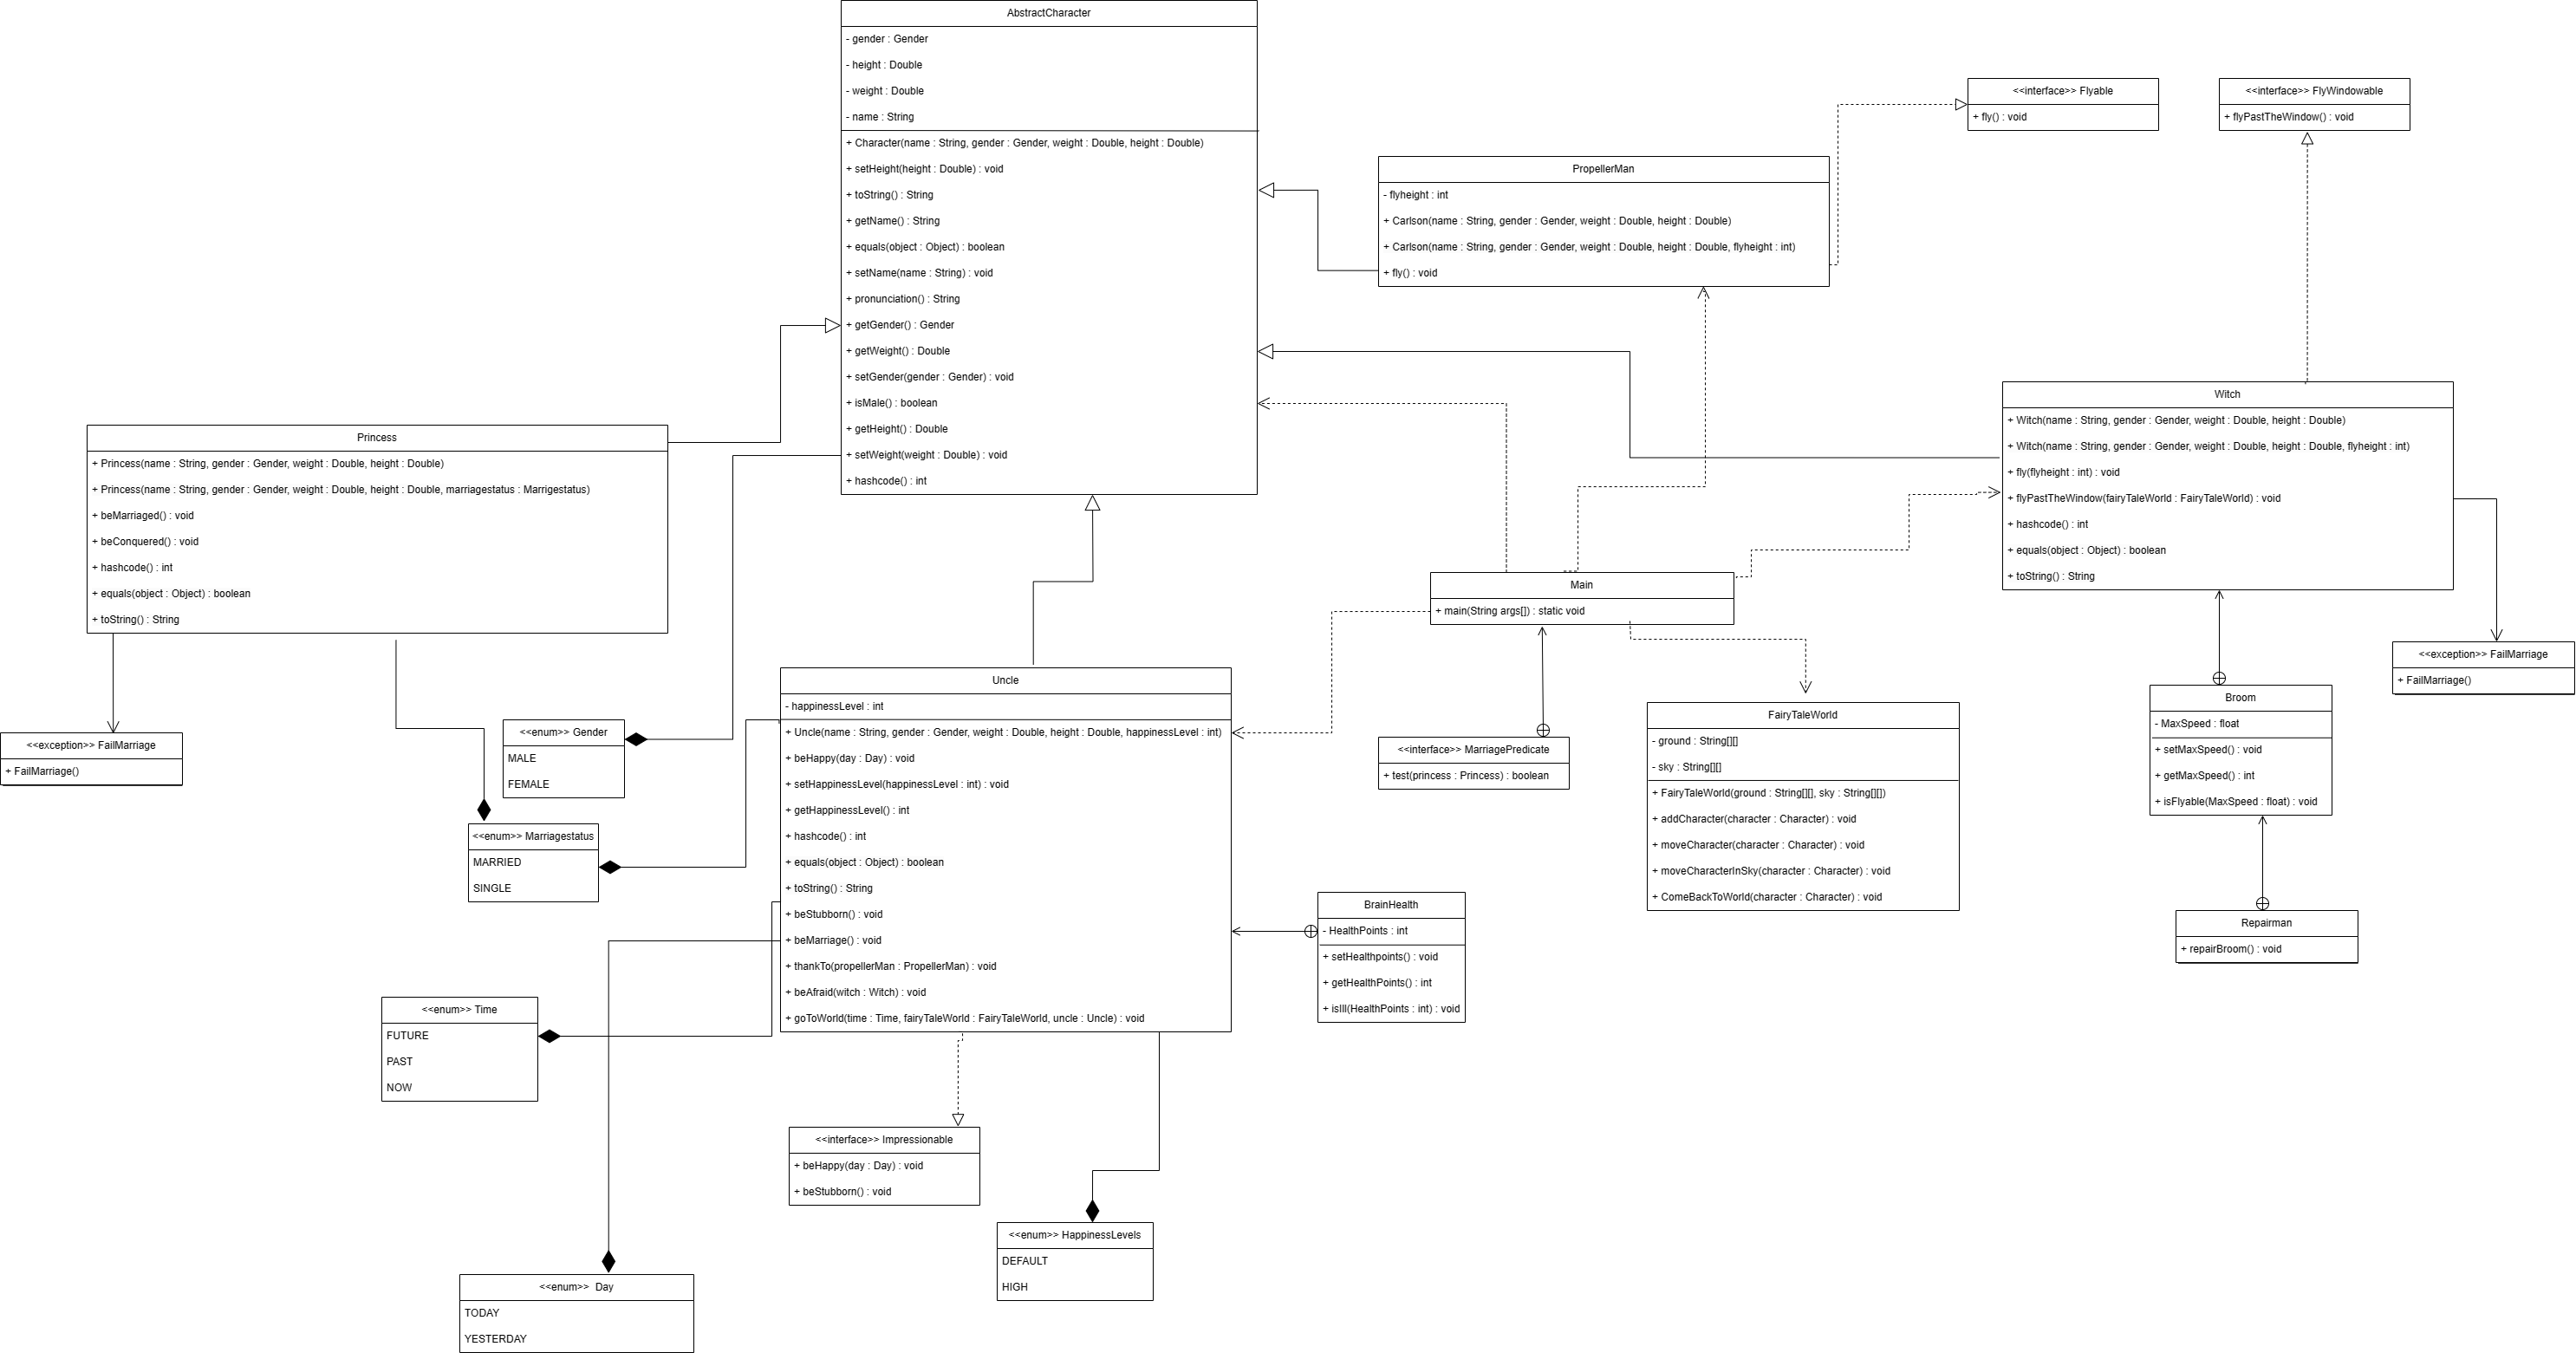 AbstractCharacter
- gender : Gender
- height : Double
- weight : Double
- name : String
+ Character(name : String, gender : Gender, weight : Double, height : Double)
+ setHeight(height : Double) : void
+ toString() : String
+ getName() : String
+ equals(object : Object) : boolean
+ setName(name : String) : void
+ pronunciation() : String
+ getGender() : Gender
+ getWeight() : Double
+ setGender(gender : Gender) : void
+ isMale() : boolean
+ getHeight() : Double
+ setWeight(weight : Double) : void
+ hashcode() : int
<<interface>> Flyable
+ fly() : void
<<interface>> FlyWindowable
+ flyPastTheWindow() : void
PropellerMan
- flyheight : int
+ Carlson(name : String, gender : Gender, weight : Double, height : Double)
+ Carlson(name : String, gender : Gender, weight : Double, height : Double, flyheight : int)
+ fly() : void
Witch
+ Witch(name : String, gender : Gender, weight : Double, height : Double)
+ Witch(name : String, gender : Gender, weight : Double, height : Double, flyheight : int)
+ fly(flyheight : int) : void
+ flyPastTheWindow(fairyTaleWorld : FairyTaleWorld) : void
+ hashcode() : int
+ equals(object : Object) : boolean
+ toString() : String
Princess
+ Princess(name : String, gender : Gender, weight : Double, height : Double)
+ Princess(name : String, gender : Gender, weight : Double, height : Double, marriagestatus : Marrigestatus)
+ beMarriaged() : void
+ beConquered() : void
+ hashcode() : int
+ equals(object : Object) : boolean
+ toString() : String
Main
+ main(String args[]) : static void
<<exception>> FailMarriage
+ FailMarriage()
Uncle
- happinessLevel : int
+ Uncle(name : String, gender : Gender, weight : Double, height : Double, happinessLevel : int)
+ beHappy(day : Day) : void
+ setHappinessLevel(happinessLevel : int) : void
+ getHappinessLevel() : int
+ hashcode() : int
+ equals(object : Object) : boolean
+ toString() : String
+ beStubborn() : void
+ beMarriage() : void
+ thankTo(propellerMan : PropellerMan) : void
+ beAfraid(witch : Witch) : void
+ goToWorld(time : Time, fairyTaleWorld : FairyTaleWorld, uncle : Uncle) : void
Broom
- MaxSpeed : float
+ setMaxSpeed() : void
+ getMaxSpeed() : int
+ isFlyable(MaxSpeed : float) : void
FairyTaleWorld
- ground : String[][]
- sky : String[][]
+ FairyTaleWorld(ground : String[][], sky : String[][])
+ addCharacter(character : Character) : void
+ moveCharacter(character : Character) : void
+ moveCharacterInSky(character : Character) : void
+ ComeBackToWorld(character : Character) : void
<<enum>> Gender
MALE
FEMALE
<<exception>> FailMarriage
+ FailMarriage()
<<interface>> MarriagePredicate
+ test(princess : Princess) : boolean
<<enum>> Marriagestatus
MARRIED
SINGLE
BrainHealth
- HealthPoints : int
+ setHealthpoints() : void
+ getHealthPoints() : int
+ isIll(HealthPoints : int) : void
Repairman
+ repairBroom() : void
<<enum>> Time
FUTURE
PAST
NOW
<<interface>> Impressionable
+ beHappy(day : Day) : void
+ beStubborn() : void
<<enum>> HappinessLevels
DEFAULT
HIGH
<<enum>> Day
TODAY
YESTERDAY